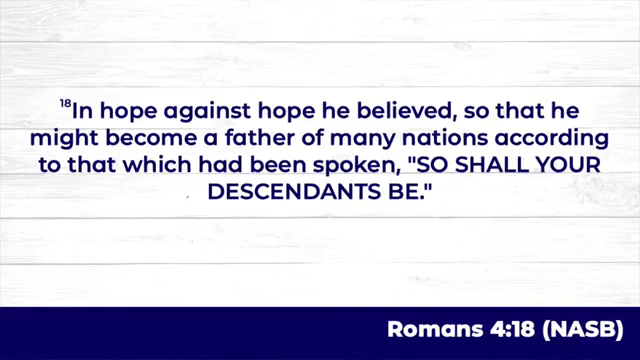 18In hope against hope he believed, so that he
might become a father of many nations according
to that which had been spoken, "SO SHALL YOUR
DESCENDANTS BE."
Romans 4:18 (NASB)